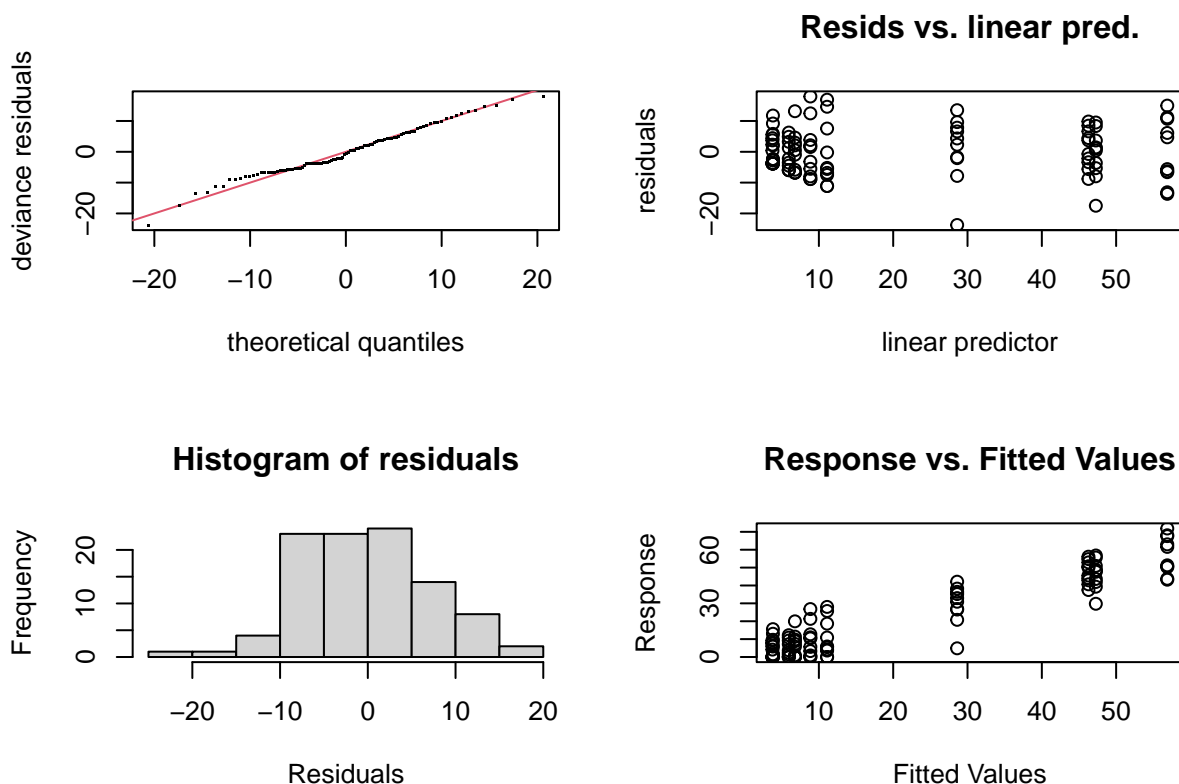 deviance residuals
−20
0
−20
−10
0
10
20
theoretical quantiles
Resids vs. linear pred.
residuals
−20
0
10
20
30
40
50
linear predictor
Histogram of residuals
Frequency
0
10
20
−20
−10
0
10
20
Residuals
Response vs. Fitted Values
Response
0
30
60
10
20
30
40
50
Fitted Values